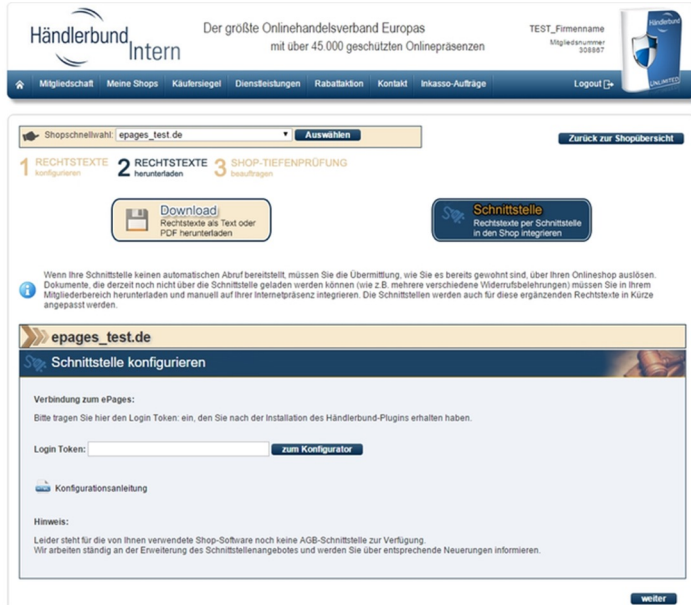 Händlerbund Intern
Der größte Onlinehandelsverband Europas
mit über 45.000 geschützten Onlinepräsenzen
TEST_Firmenname
Mitgliedsnummer
308867
Händlerbund
UNLIMITED
Mitgliedschaft Meine Shops Käufersiegel Dienstleistungen Rabattaktion Kontakt Inkasso-Aufträge Logout
Shopschnellwahl: epages_test.de Auswählen
Zurück zur Shopübersicht
1 RECHTSTEXTE konfigurieren 2 RECHTSTEXTE herunterladen 3 SHOP-TIEFENPRÜFUNG beauftragen
Download
Rechtstexte als Text oder
PDF herunterladen
Schnittstelle
Rechtstexte per Schnittstelle
in den Shop integrieren
Wenn Ihre Schnittstelle keinen automatischen Abruf bereitstellt, müssen Sie die Übermittlung, wie Sie es bereits gewohnt sind, über Ihren Onlineshop auslösen.
Dokumente, die derzeit noch nicht über die Schnittstelle geladen werden können (wie z.B. mehrere verschiedene Widerrufsbelehrungen) müssen Sie in Ihrem
Mitgliederbereich herunterladen und manuell auf Ihrer Internetpräsenz integrieren. Die Schnittstellen werden auch für diese ergänzenden Rechtstexte in Kürze
angepasst werden.
epages_test.de
Schnittstelle konfigurieren
Verbindung zum ePages:
Bitte tragen Sie hier den Login Token: ein, den Sie nach der Installation des Händlerbund-Plugins erhalten haben.
Login Token: zum Konfigurator
Konfigurationsanleitung
Hinweis:
Leider steht für die von Ihnen verwendete Shop-Software noch keine AGB-Schnittstelle zur Verfügung.
Wir arbeiten ständig an der Erweiterung des Schnittstellenangebotes und werden Sie über entsprechende Neuerungen informieren.
weiter